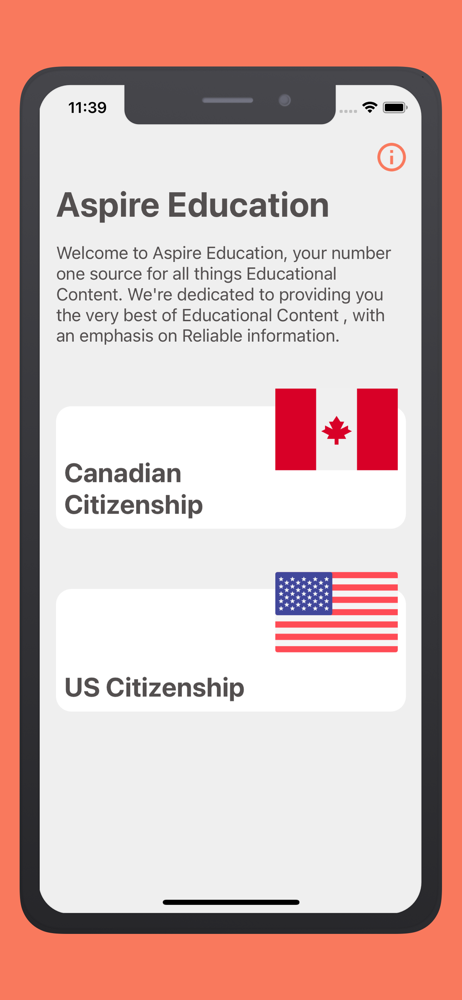 11:39
Aspire Education
Welcome to Aspire Education, your number
one source for all things Educational
Content. We're dedicated to providing you
the very best of Educational Content , with
an emphasis on Reliable information.
Canadian
Citizenship
US Citizenship